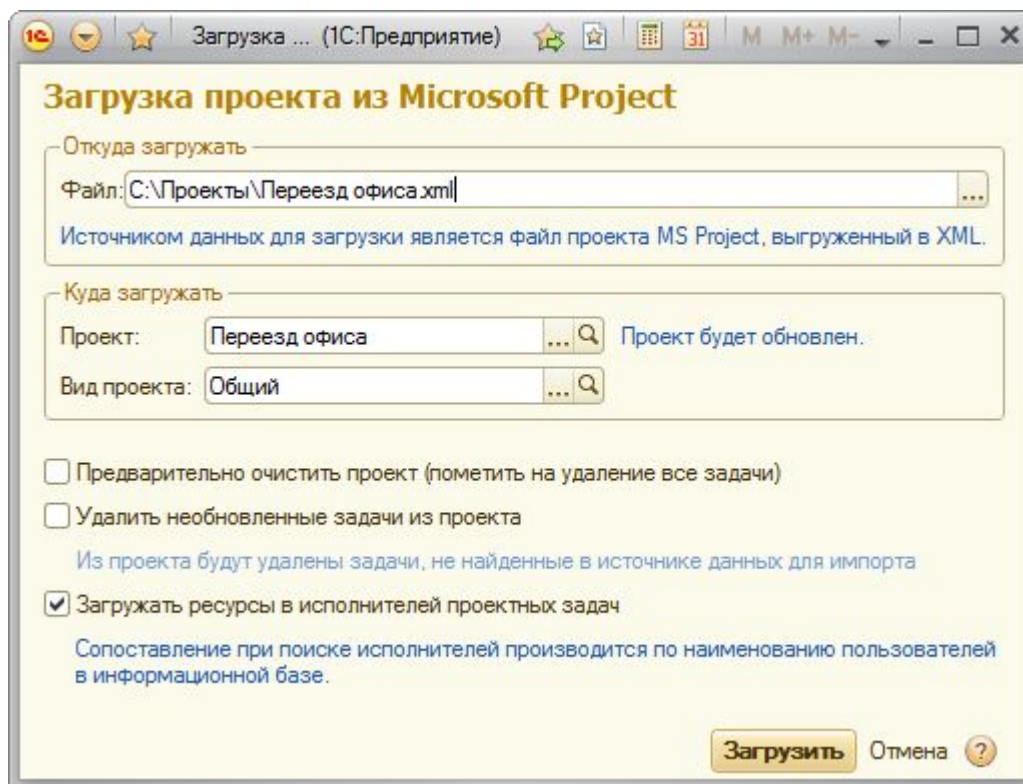 1С Загрузка ... (1С:Предприятие) 31 M M+ M-
Загрузка проекта из Microsoft Project
Откуда загружать
Файл: C:\Проекты\Переезд офиса.xml ...
Источником данных для загрузки является файл проекта MS Project, выгруженный в XML.
Куда загружать
Проект: Переезд офиса ... Проект будет обновлен.
Вид проекта: Общий ...
Предварительно очистить проект (пометить на удаление все задачи)
Удалить необновленные задачи из проекта
Из проекта будут удалены задачи, не найденные в источнике данных для импорта
Загружать ресурсы в исполнителей проектных задач
Сопоставление при поиске исполнителей производится по наименованию пользователей
в информационной базе.
Загрузить Отмена ?